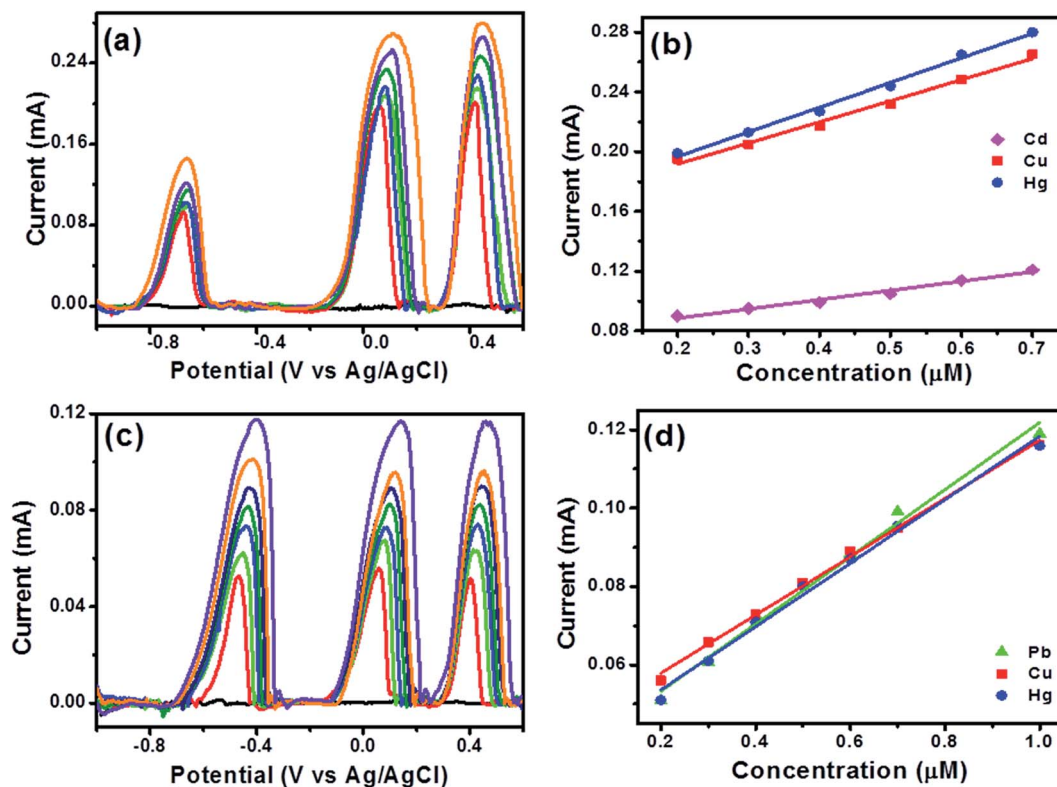 (a)
0.24
0.16
0.08
0.00
Current (mA)
-0.8
-0.4
0.0
0.4
Potential (V vs Ag/AgCl)
(b)
0.28
0.24
0.20
0.16
0.12
0.08
Current (mA)
Cd
Cu
Hg
0.2
0.3
0.4
0.5
0.6
0.7
Concentration (μM)
(c)
0.12
0.08
0.04
0.00
Current (mA)
-0.8
-0.4
0.0
0.4
Potential (V vs Ag/AgCl)
(d)
0.12
0.10
0.08
0.06
Current (mA)
Pb
Cu
Hg
0.2
0.4
0.6
0.8
1.0
Concentration (μM)